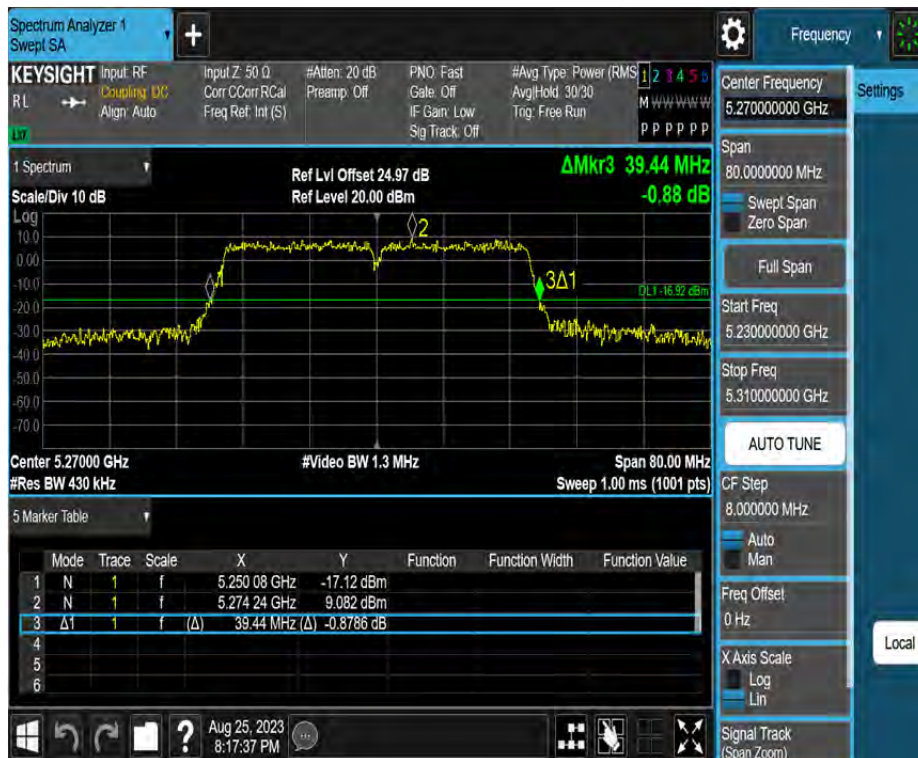 Spectrum Analyzer 1
Swept SA
+
Frequency
KEYSIGHT
Input: RF
Input Z: 50 Ω
#Atten: 20 dB
PNO: Fast
#Avg Type: Power (RMS
1 2 3 4 5 6
RL
Coupling: DC
Corr CCorr RCal
Preamp: Off
Gate: Off
Avg|Hold: 30/30
M W W W W W
Align: Auto
Freq Ref: Int (S)
IF Gain: Low
Trig: Free Run
Sig Track: Off
P P P P P P
LXI
Center Frequency
5.270000000 GHz
Settings
1 Spectrum
Ref Lvl Offset 24.97 dB
ΔMkr3 39.44 MHz
Scale/Div 10 dB
Ref Level 20.00 dBm
-0.88 dB
Span
80.0000000 MHz
Swept Span
Zero Span
Log
10.0
0.00
-10.0
-20.0
-30.0
-40.0
-50.0
-60.0
-70.0
2
3Δ1
DL1 -16.92 dBm
Full Span
Start Freq
5.230000000 GHz
Stop Freq
5.310000000 GHz
AUTO TUNE
Center 5.27000 GHz
#Video BW 1.3 MHz
Span 80.00 MHz
#Res BW 430 kHz
Sweep 1.00 ms (1001 pts)
CF Step
8.000000 MHz
Auto
Man
5 Marker Table
Mode Trace Scale X Y Function Function Width Function Value
1 N 1 f 5.250 08 GHz -17.12 dBm
2 N 1 f 5.274 24 GHz 9.082 dBm
3 Δ1 1 f (Δ) 39.44 MHz (Δ) -0.8786 dB
4
5
6
Freq Offset
0 Hz
X Axis Scale
Log
Lin
Local
Signal Track
(Span Zoom)
?
Aug 25, 2023
8:17:37 PM